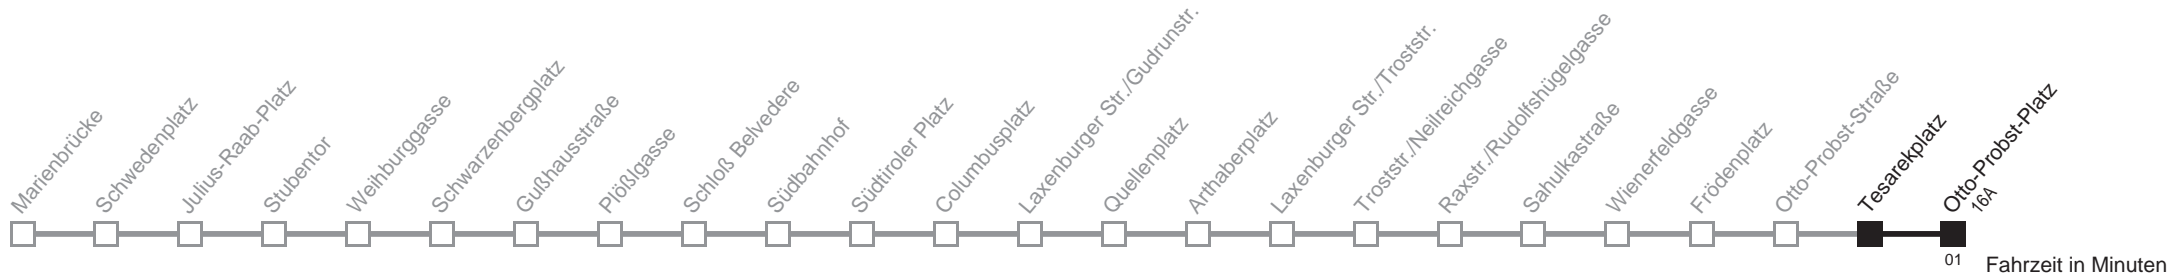 Marienbrücke
Schwedenplatz
Julius-Raab-Platz
Stubentor
Weihburggasse
Schwarzenbergplatz
Gußhausstraße
Plößlgasse
Schloß Belvedere
Südbahnhof
Südtiroler Platz
Columbusplatz
Laxenburger Str./Gudrunstr.
Quellenplatz
Arthaberplatz
Laxenburger Str./Troststr.
Troststr./Neilreichgasse
Raxstr./Rudolfshügelgasse
Sahulkastraße
Wienerfeldgasse
Frödenplatz
Otto-Probst-Straße
Tesarekplatz
Otto-Probst-Platz
16A
01
Fahrzeit in Minuten